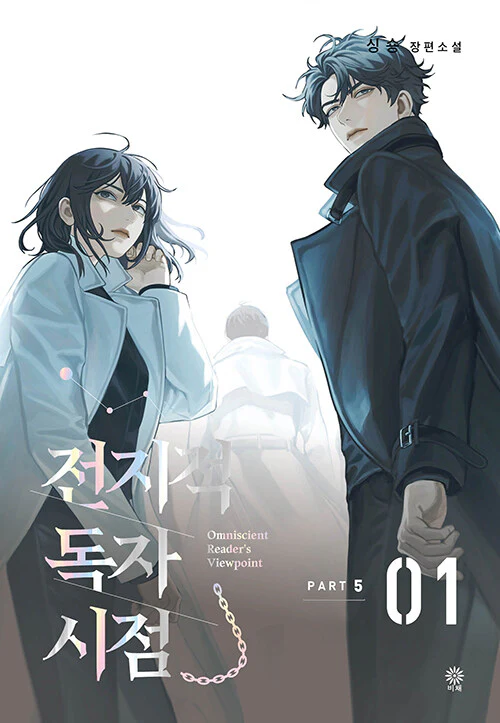 싱숑 장편소설
전지적
독자
시점
Omniscient
Reader's
Viewpoint
PART 5
01
비채